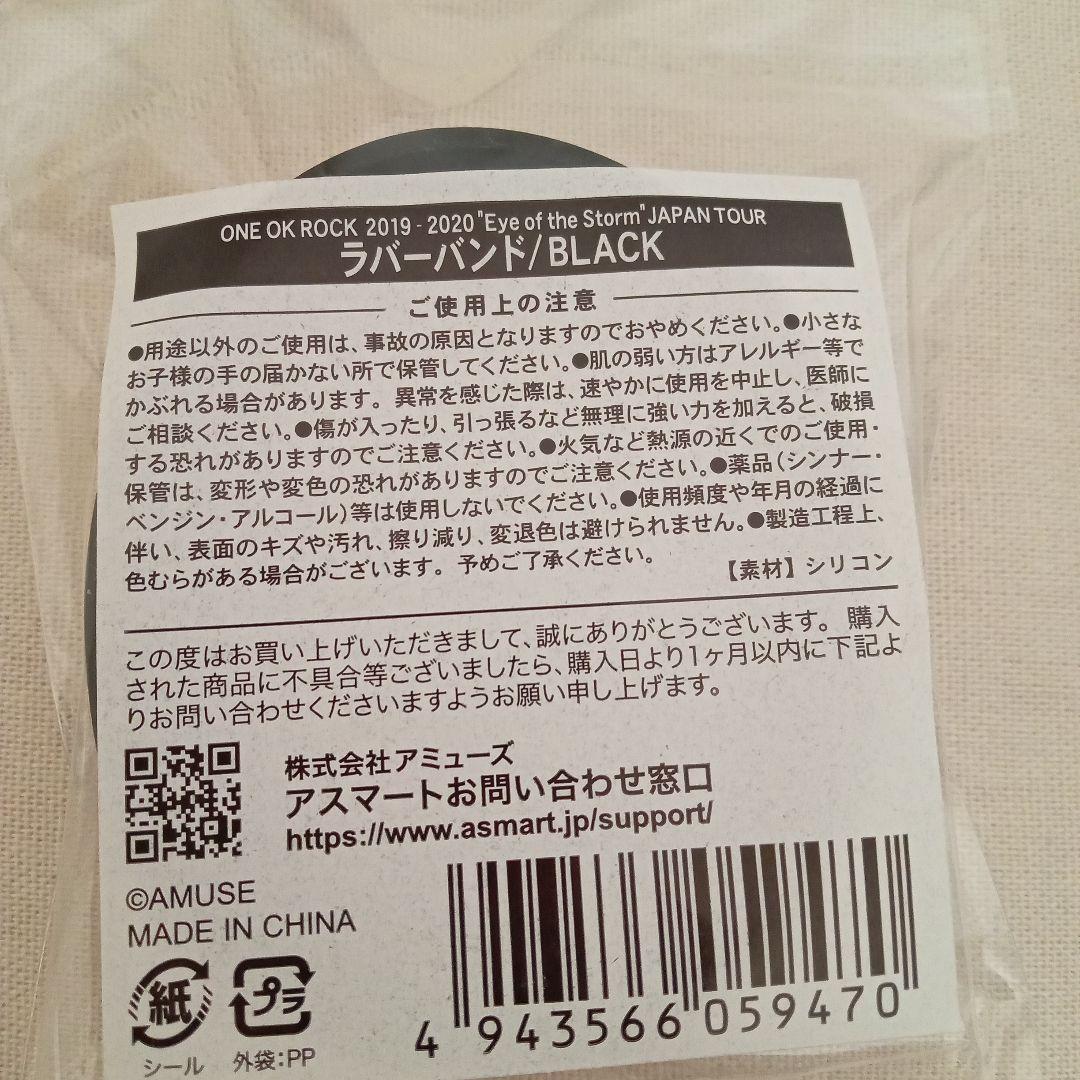 ONE OK ROCK 2019 - 2020 "Eye of the Storm" JAPAN TOUR
ラバーバンド/BLACK
ご使用上の注意
●用途以外のご使用は、事故の原因となりますのでおやめください。●小さな
お子様の手の届かない所で保管してください。●肌の弱い方はアレルギー等で
かぶれる場合があります。異常を感じた際は、速やかに使用を中止し、医師に
ご相談ください。●傷が入ったり、引っ張るなど無理に強い力を加えると、破損
する恐れがありますのでご注意ください。●火気など熱源の近くでのご使用・
保管は、変形や変色の恐れがありますのでご注意ください。●薬品(シンナー・
ベンジン・アルコール)等は使用しないでください。●使用頻度や年月の経過に
伴い、表面のキズや汚れ、擦り減り、変退色は避けられません。●製造工程上、
色むらがある場合がございます。予めご了承ください。
【素材】シリコン
この度はお買い上げいただきまして、誠にありがとうございます。購入
された商品に不具合等ございましたら、購入日より1ヶ月以内に下記よ
りお問い合わせくださいますようお願い申し上げます。
株式会社アミューズ
アスマートお問い合わせ窓口
https://www.asmart.jp/support/
©AMUSE
MADE IN CHINA
紙
プラ
シール
外袋:PP
4 943566 059470